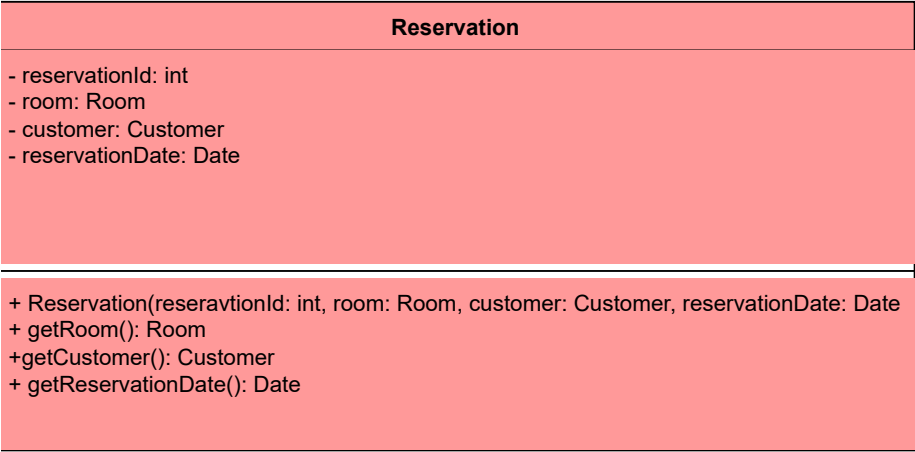 Reservation
- reservationId: int
- room: Room
- customer: Customer
- reservationDate: Date
+ Reservation(reseravtionId: int, room: Room, customer: Customer, reservationDate: Date
+ getRoom(): Room
+getCustomer(): Customer
+ getReservationDate(): Date